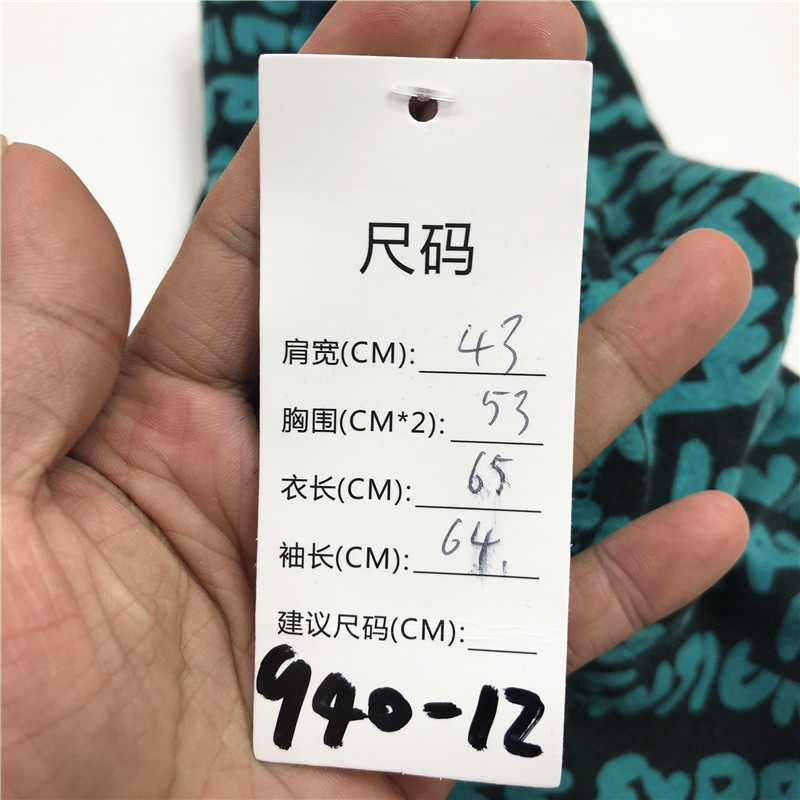 尺码
肩宽(CM): 43
胸围(CM*2): 53
衣长(CM): 65
袖长(CM): 64
建议尺码(CM):
940-12